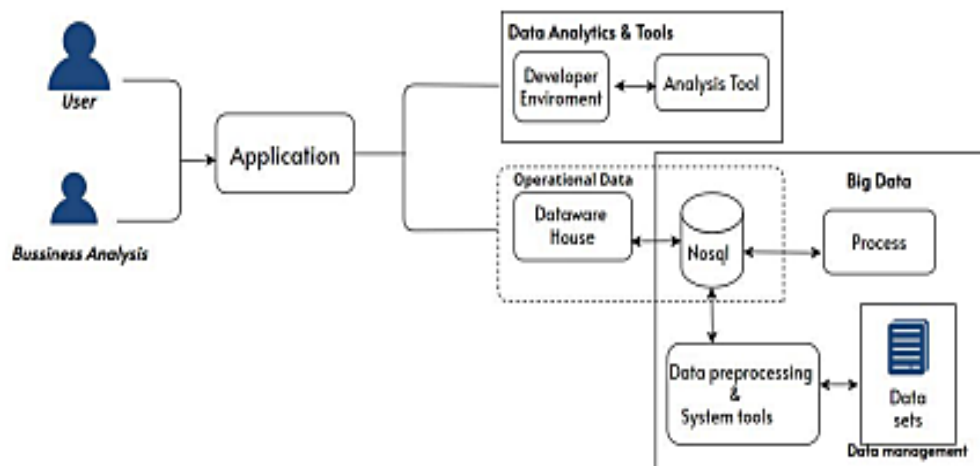 User
Bussiness Analysis
Application
Data Analytics & Tools
Developer
Enviroment
Analysis Tool
Operational Data
Dataware
House
Nosql
Big Data
Process
Data preprocessing
&
System tools
Data
sets
Data management